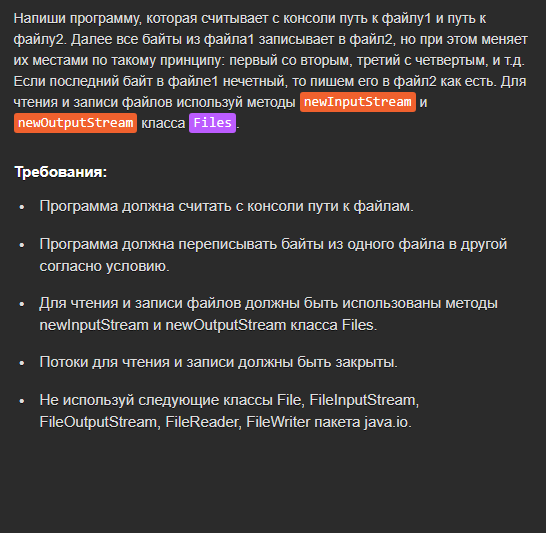 Напиши программу, которая считывает с консоли путь к файлу1 и путь к
файлу2. Далее все байты из файла1 записывает в файл2, но при этом меняет
их местами по такому принципу: первый со вторым, третий с четвертым, и т.д.
Если последний байт в файле1 нечетный, то пишем его в файл2 как есть. Для
чтения и записи файлов используй методы newInputStream и
newOutputStream класса Files.
Требования:
• Программа должна считать с консоли пути к файлам.
• Программа должна переписывать байты из одного файла в другой
согласно условию.
• Для чтения и записи файлов должны быть использованы методы
newInputStream и newOutputStream класса Files.
• Потоки для чтения и записи должны быть закрыты.
• Не используй следующие классы File, FileInputStream,
FileOutputStream, FileReader, FileWriter пакета java.io.